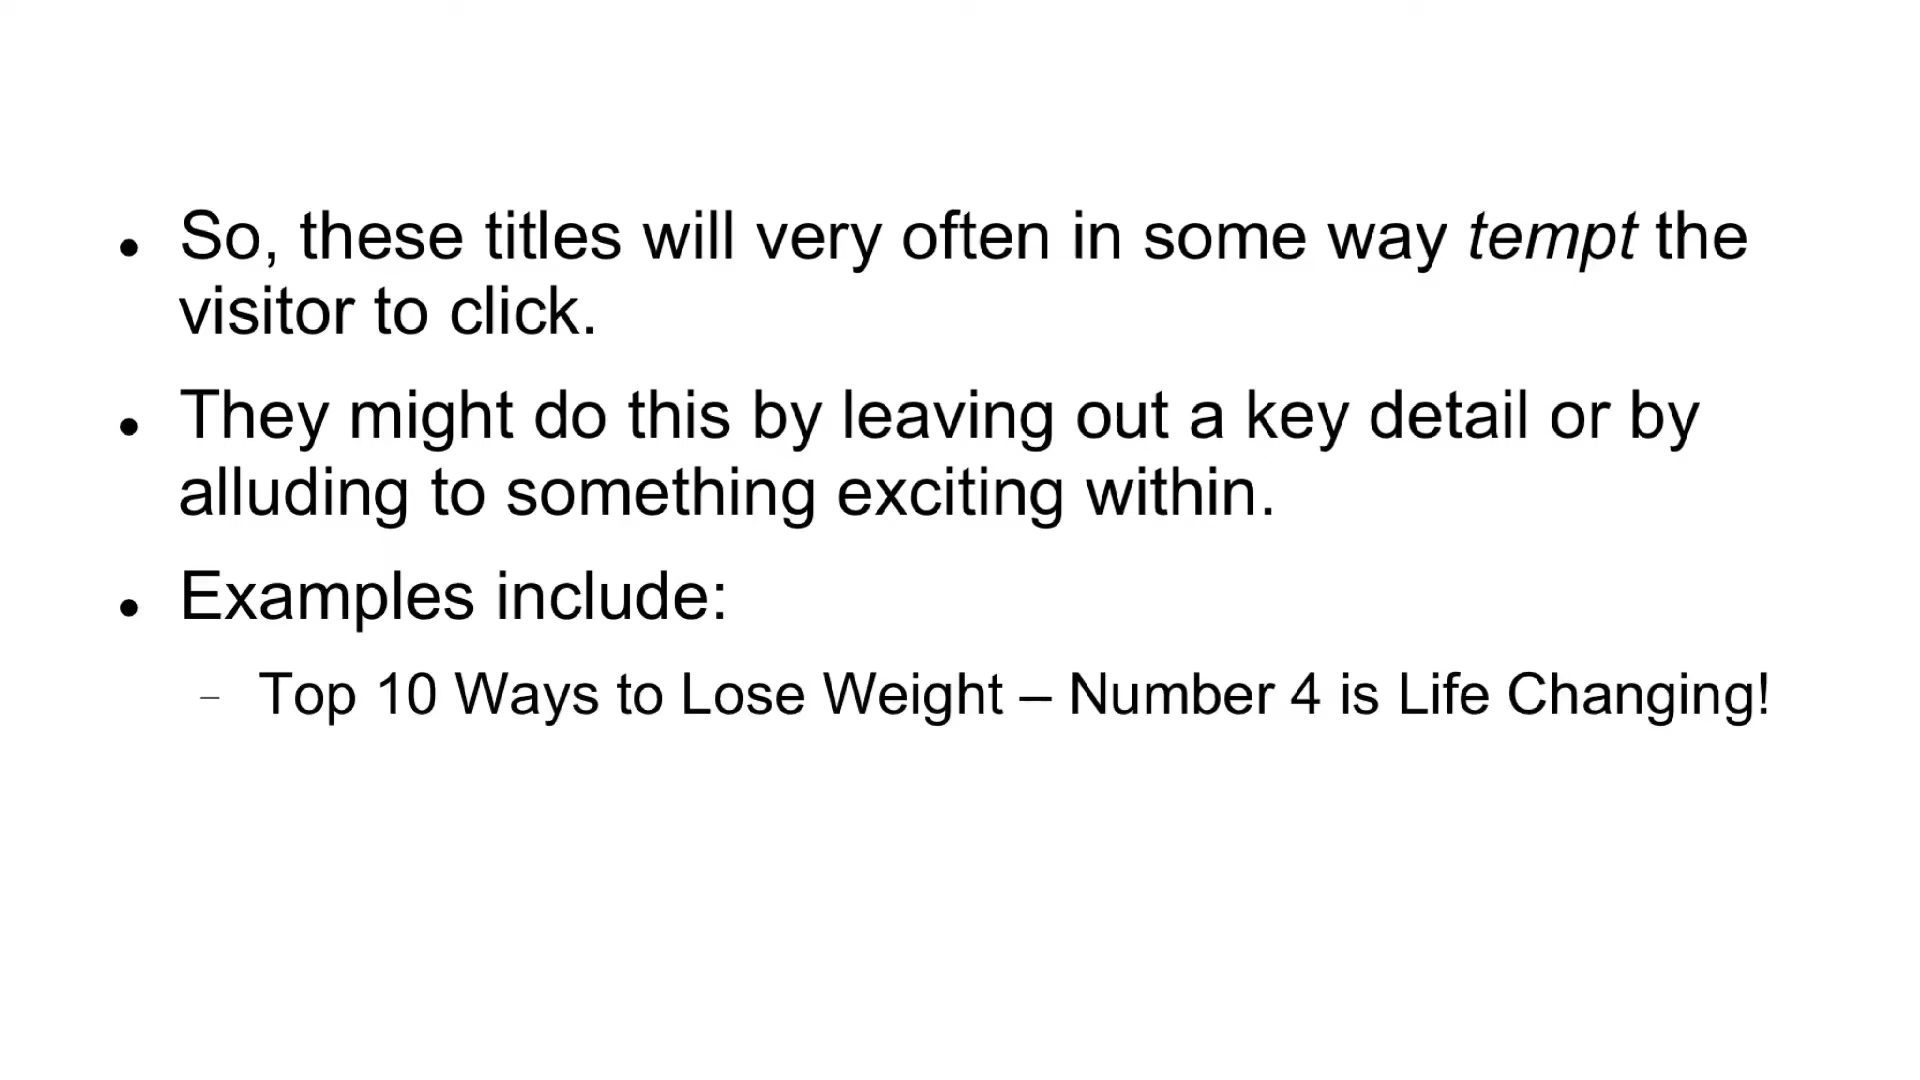 ● So, these titles will very often in some way tempt the
visitor to click.
● They might do this by leaving out a key detail or by
alluding to something exciting within.
● Examples include:
– Top 10 Ways to Lose Weight – Number 4 is Life Changing!